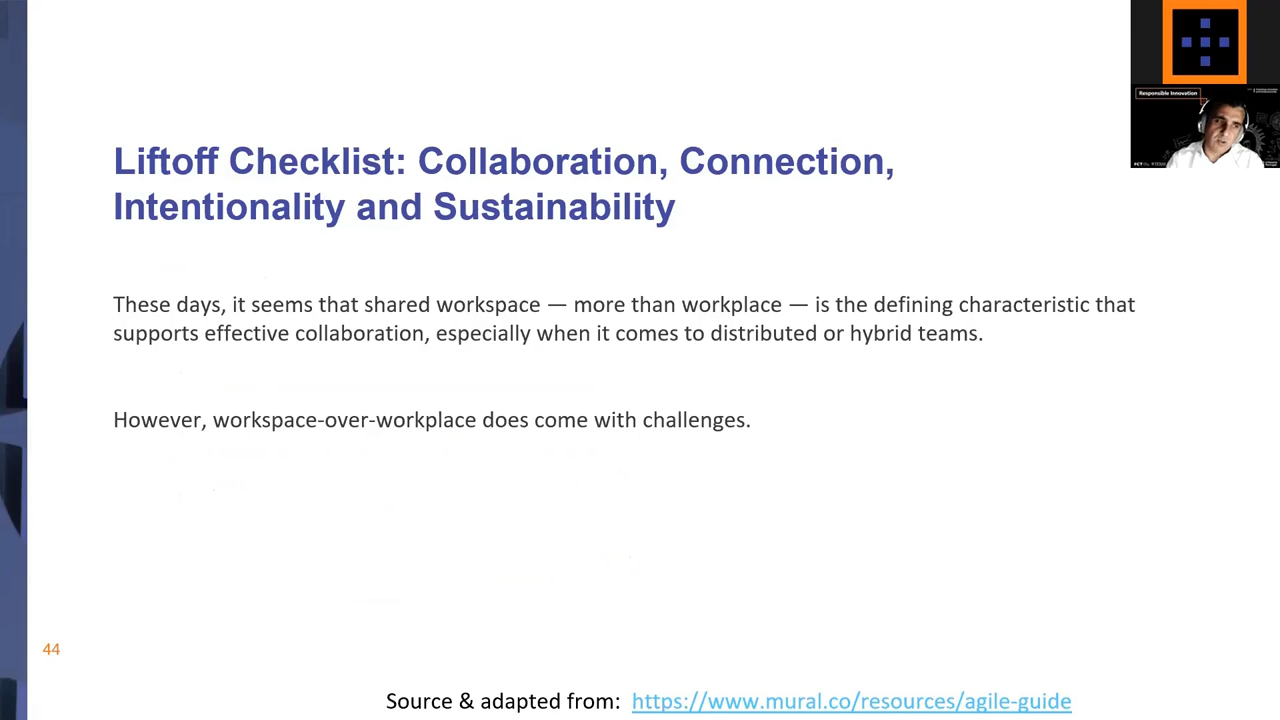 Responsible Innovation
Liftoff Checklist: Collaboration, Connection,
Intentionality and Sustainability
These days, it seems that shared workspace — more than workplace — is the defining characteristic that
supports effective collaboration, especially when it comes to distributed or hybrid teams.
However, workspace-over-workplace does come with challenges.
44
Source & adapted from: https://www.mural.co/resources/agile-guide